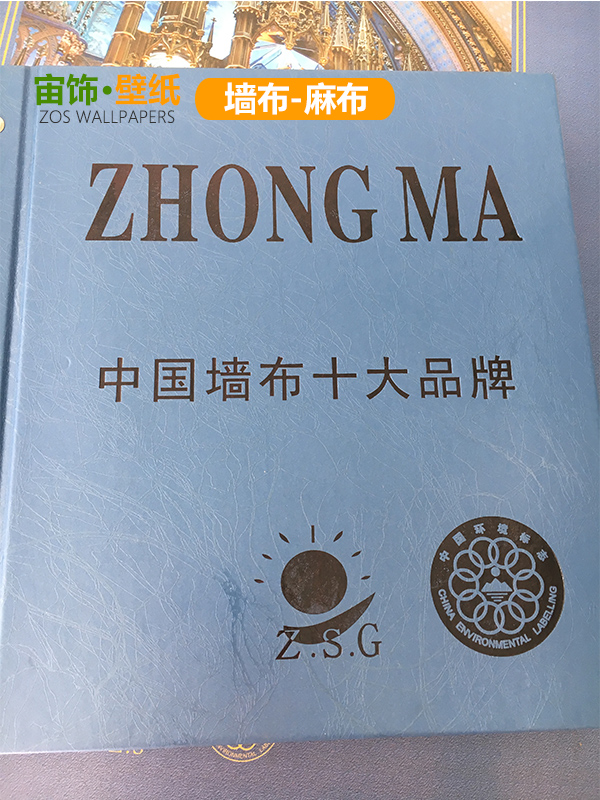 宙饰·壁纸
ZOS WALLPAPERS
墙布-麻布
ZHONG MA
中国墙布十大品牌
Z.S.G
中国环境标志
CHINA ENVIRONMENTAL LABELLING